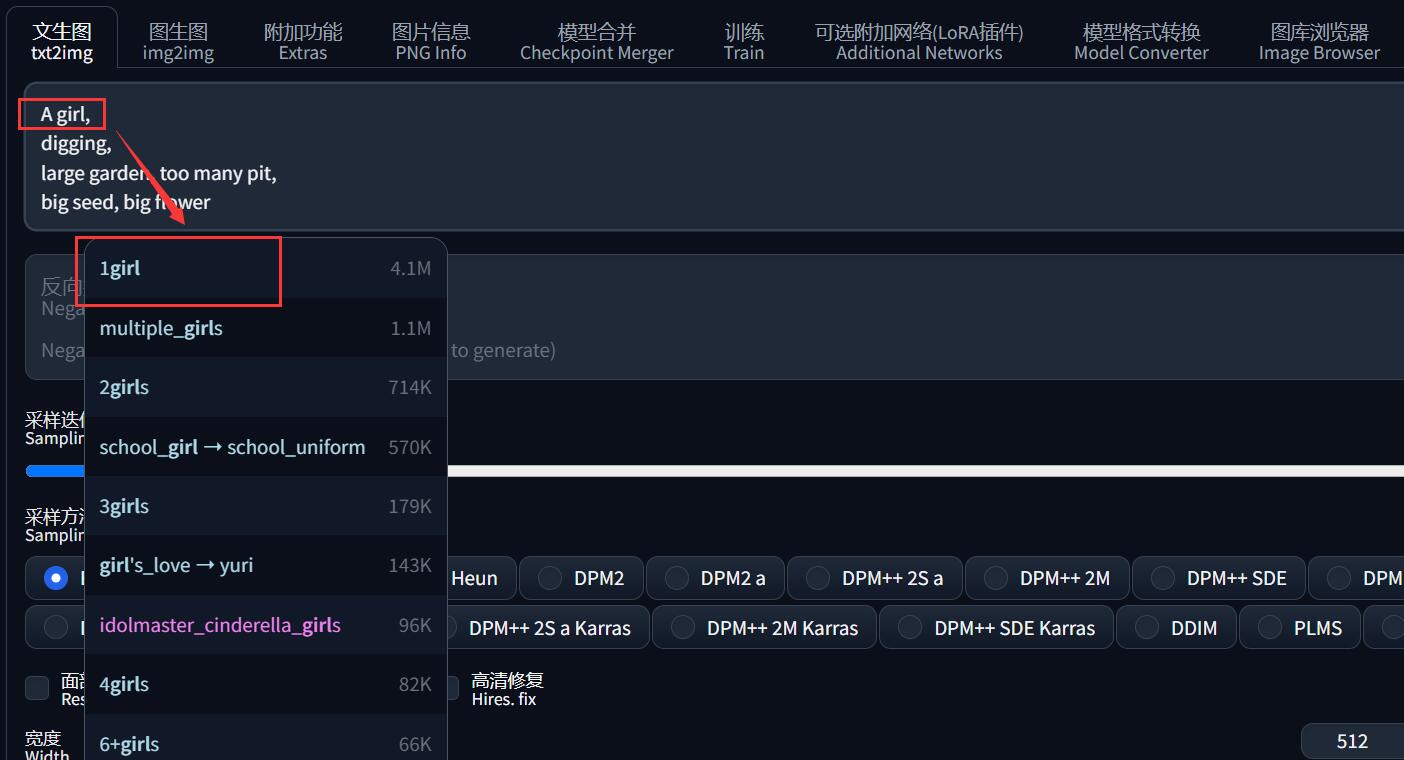 文生图
txt2img
图生图
img2img
附加功能
Extras
图片信息
PNG Info
模型合并
Checkpoint Merger
训练
Train
可选附加网络(LoRA插件)
Additional Networks
模型格式转换
Model Converter
图库浏览器
Image Browser
A girl,
digging,
large garden, too many pit,
big seed, big flower
反向
Nega
Nega
to generate)
1girl 4.1M
multiple_girls 1.1M
2girls 714K
school_girl → school_uniform 570K
3girls 179K
girl's_love → yuri 143K
idolmaster_cinderella_girls 96K
4girls 82K
6+girls 66K
采样迭
Samplin
采样方
Samplin
Heun DPM2 DPM2 a DPM++ 2S a DPM++ 2M DPM++ SDE DPM
DPM++ 2S a Karras DPM++ 2M Karras DPM++ SDE Karras DDIM PLMS
面部
Res
高清修复
Hires. fix
宽度
Width
512